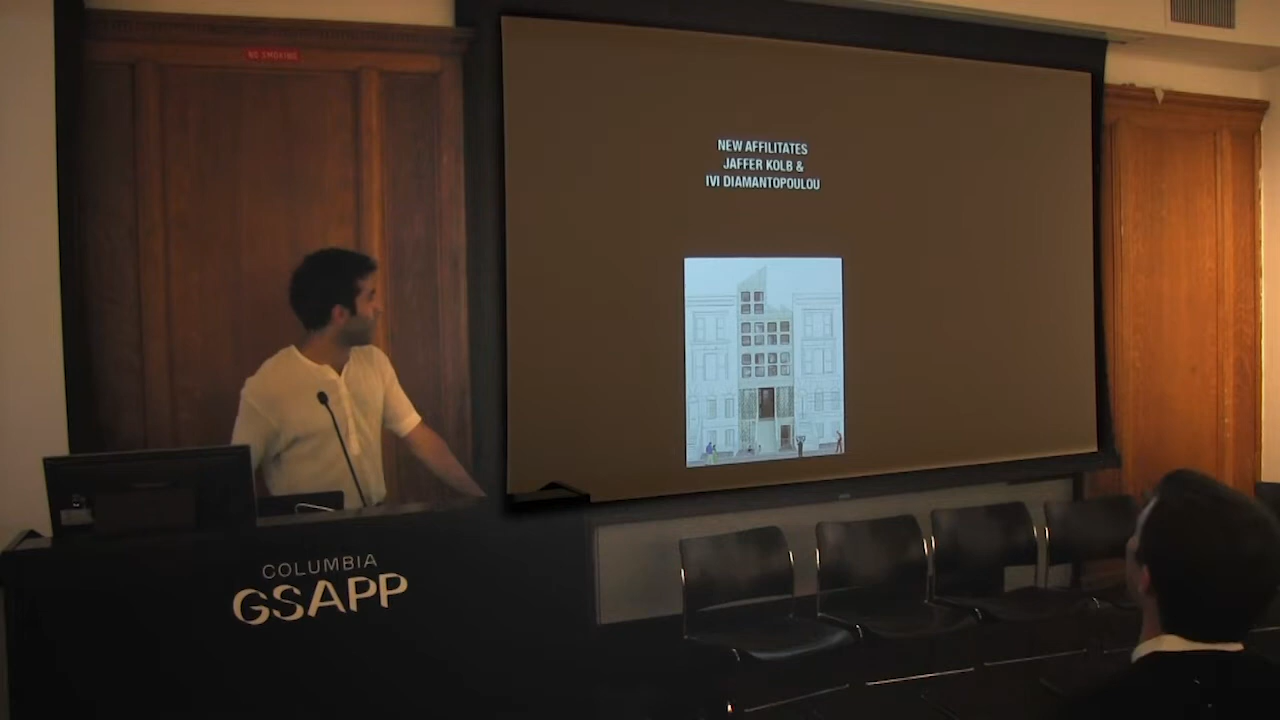 NO SMOKING
NEW AFFILITATES
JAFFER KOLB &
IVI DIAMANTOPOULOU
COLUMBIA
GSAPP